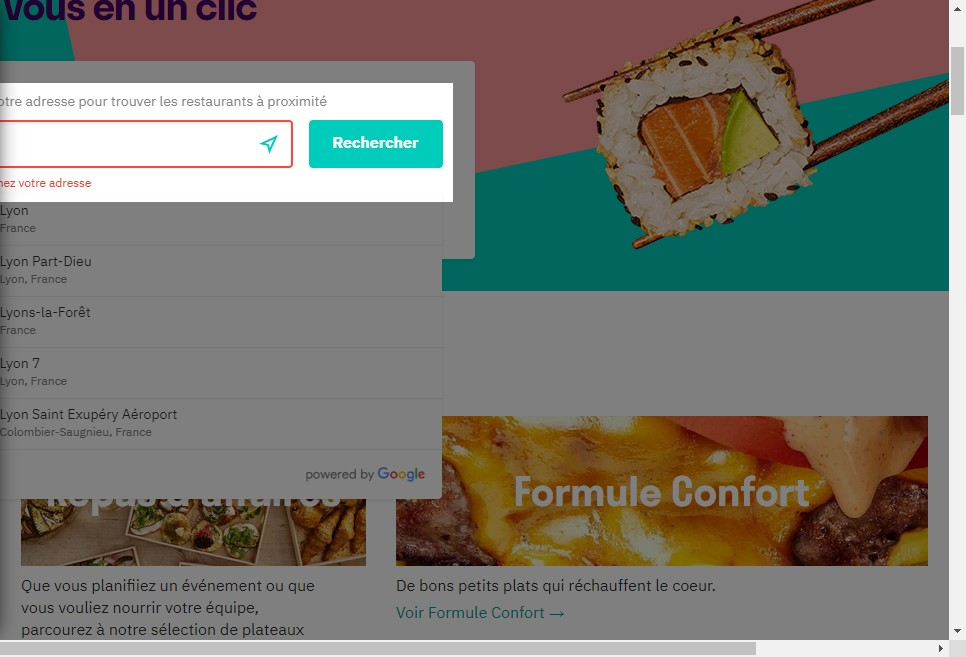 vous en un clic
otre adresse pour trouver les restaurants à proximité
Rechercher
nez votre adresse
Lyon
France
Lyon Part-Dieu
Lyon, France
Lyons-la-Forêt
France
Lyon 7
Lyon, France
Lyon Saint Exupéry Aéroport
Colombier-Saugnieu, France
powered by Google
Formule Confort
Que vous planifiiez un événement ou que
vous vouliez nourrir votre équipe,
parcourez à notre sélection de plateaux
De bons petits plats qui réchauffent le coeur.
Voir Formule Confort →